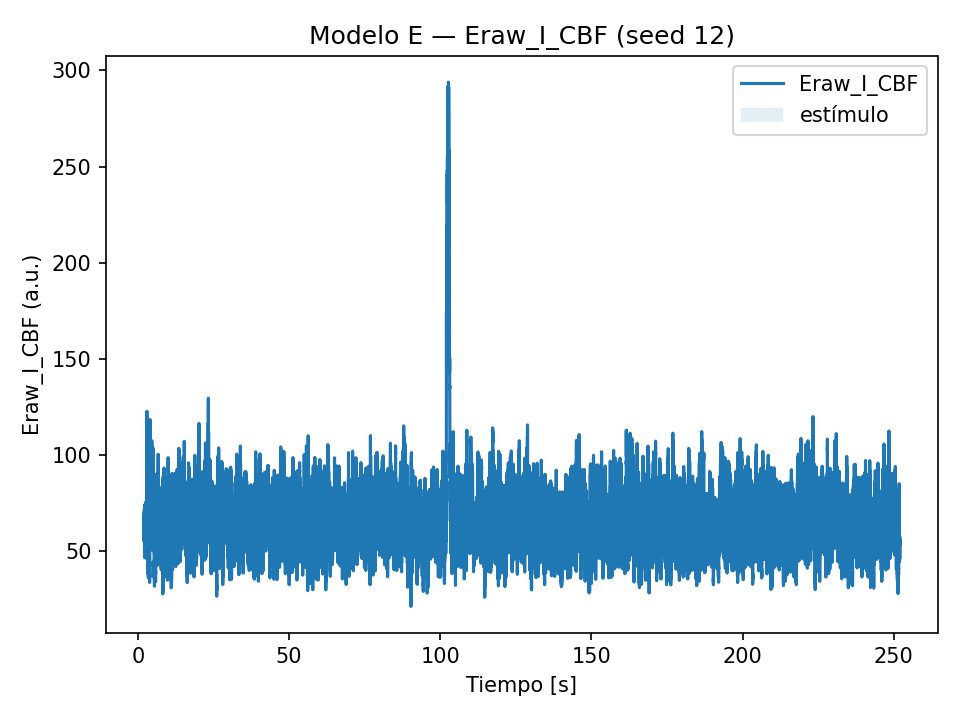 Modelo E — Eraw_I_CBF (seed 12)
Eraw_I_CBF
estímulo
Eraw_I_CBF (a.u.)
300
250
200
150
100
50
0 50 100 150 200 250
Tiempo [s]